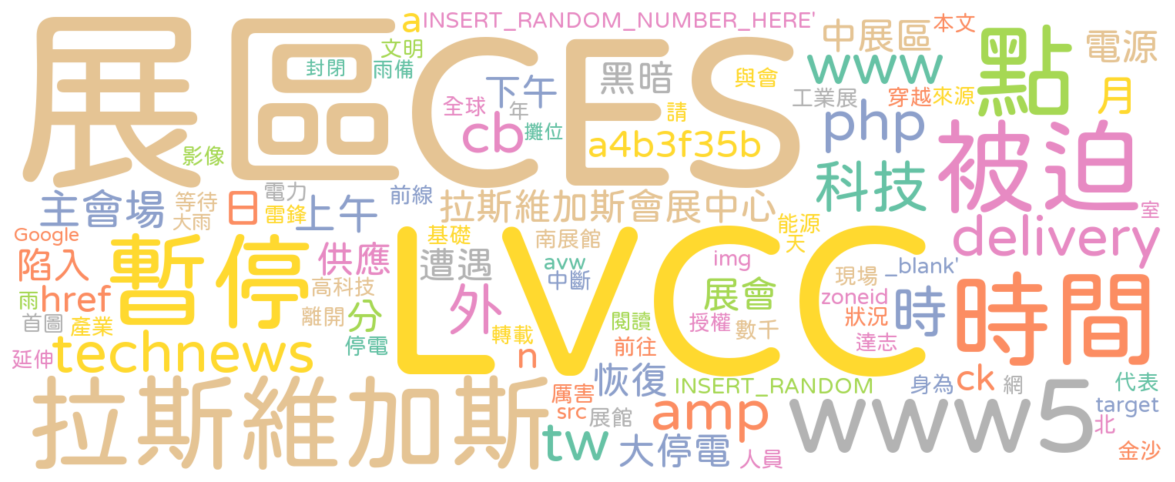 展區CES
LVCC
a INSERT_RANDOM_NUMBER_HERE'
中展區 本文
電源
文明
封閉 雨備
下午
黑暗
與會
www
點
月
全球 年
cb 攤位
請
工業展 穿越 來源
a4b3f35b
php
被迫
影像
科技
主會場 等待 電力 前線
大雨 日 雷鋒 上午
拉斯維加斯會展中心
能源
天
室
Google
陷入
暫停
供應
基礎
遭遇
南展館
avw
中斷
img
delivery
_blank'
現場
雨 href
高科技
外
展會
zoneid
時
時間
首圖 產業
離開 分
轉載
閱讀 授權 數千
狀況
達志
延伸
technews
停電
n
前往
恢復
INSERT_RANDOM
身為 ck 網
代表
拉斯維加斯
厲害
src 展館
amp
www5
target
北
tw 大停電 人員
金沙